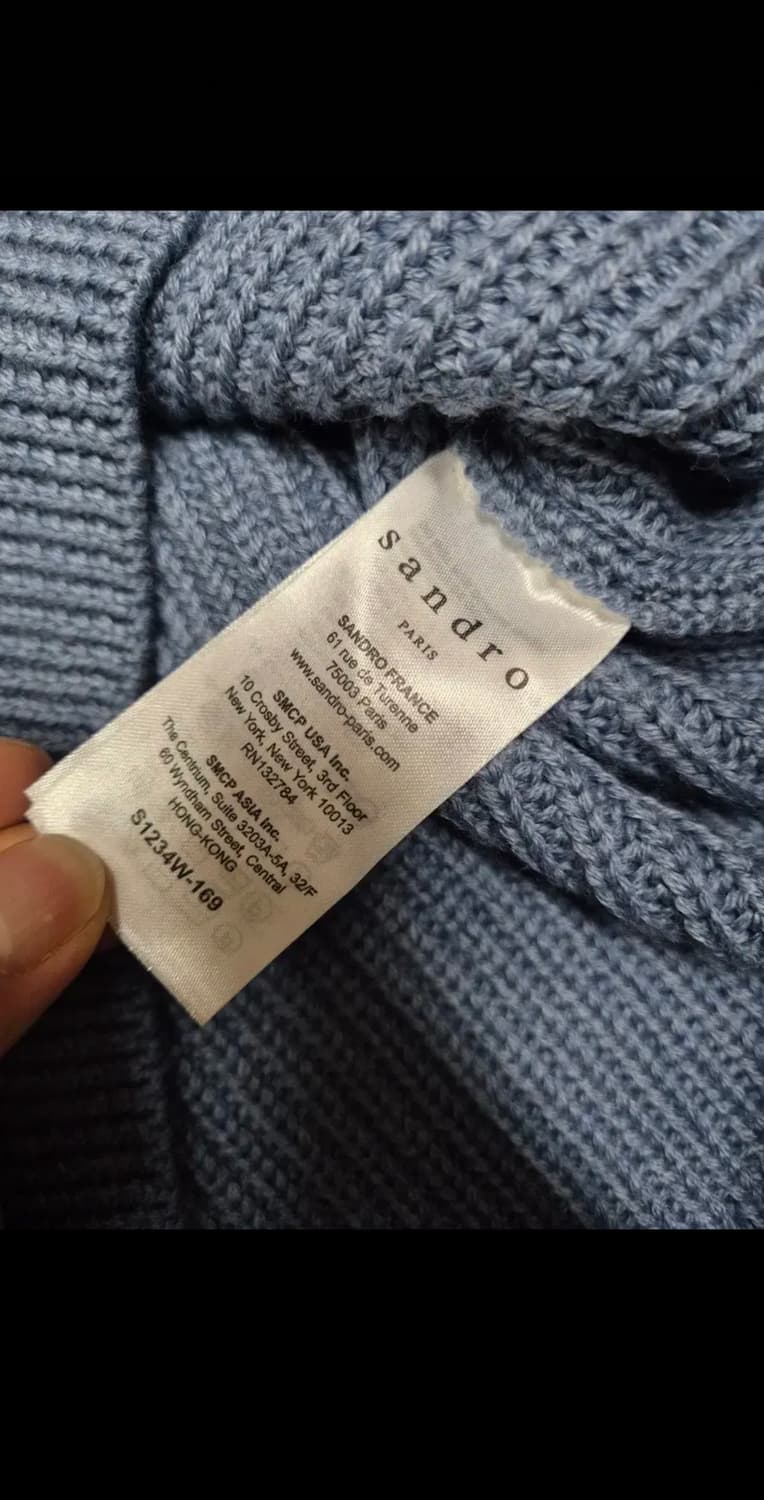 sandro
PARIS
SANDRO FRANCE
61 rue de Turenne
75003 Paris
www.sandro-paris.com
SMCP USA Inc.
10 Crosby Street, 3rd Floor
New York, New York 10013
RN132784
SMCP ASIA Inc.
The Centrium, Suite 3203A-5A, 32/F
60 Wyndham Street, Central
HONG-KONG
S1234W-169